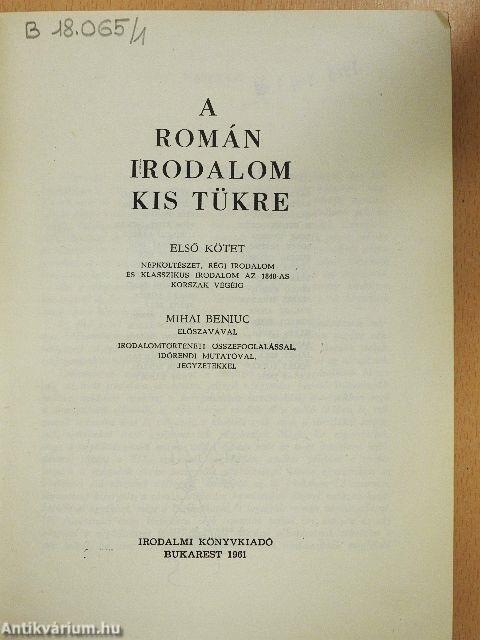 B 18.065/1
A
ROMÁN
IRODALOM
KIS TÜKRE
ELSŐ KÖTET
NÉPKÖLTÉSZET, RÉGI IRODALOM
ÉS KLASSZIKUS IRODALOM AZ 1848-AS
KORSZAK VÉGÉIG
MIHAI BENIUC
ELŐSZAVÁVAL
IRODALOMTÖRTÉNETI ÖSSZEFOGLALÁSSAL,
IDŐRENDI MUTATÓVAL,
JEGYZETEKKEL
IRODALMI KÖNYVKIADÓ
BUKAREST 1961
Antikvárium.hu